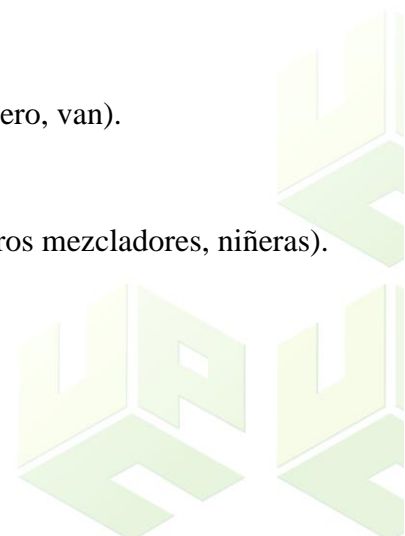 ero, van).
ros mezcladores, niñeras).